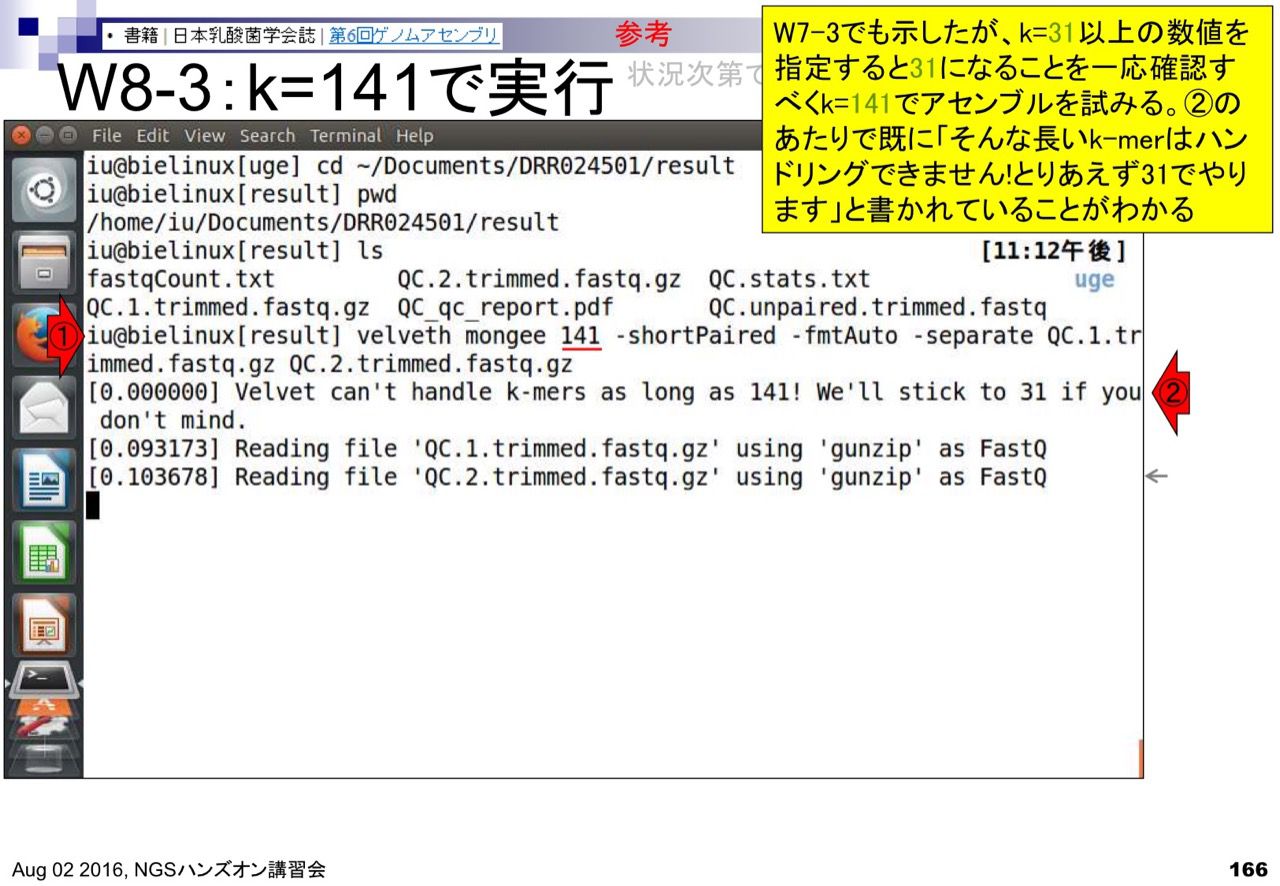 ・ 書籍 | 日本乳酸菌学会誌 | 第6回ゲノムアセンブリ
参考
W8-3：k=141で実行
状況次第で
W7-3でも示したが、k=31以上の数値を
指定すると31になることを一応確認す
べくk=141でアセンブルを試みる。②の
あたりで既に「そんな長いk-merはハン
ドリングできません!とりあえず31でやり
ます」と書かれていることがわかる
File Edit View Search Terminal Help
iu@bielinux[uge] cd ~/Documents/DRR024501/result
iu@bielinux[result] pwd
/home/iu/Documents/DRR024501/result
iu@bielinux[result] ls [11:12午後]
fastqCount.txt QC.2.trimmed.fastq.gz QC.stats.txt uge
QC.1.trimmed.fastq.gz QC_qc_report.pdf QC.unpaired.trimmed.fastq
①
iu@bielinux[result] velveth mongee 141 -shortPaired -fmtAuto -separate QC.1.tr
immed.fastq.gz QC.2.trimmed.fastq.gz
[0.000000] Velvet can't handle k-mers as long as 141! We'll stick to 31 if you
don't mind.
②
[0.093173] Reading file 'QC.1.trimmed.fastq.gz' using 'gunzip' as FastQ
[0.103678] Reading file 'QC.2.trimmed.fastq.gz' using 'gunzip' as FastQ
←
Aug 02 2016, NGSハンズオン講習会
166